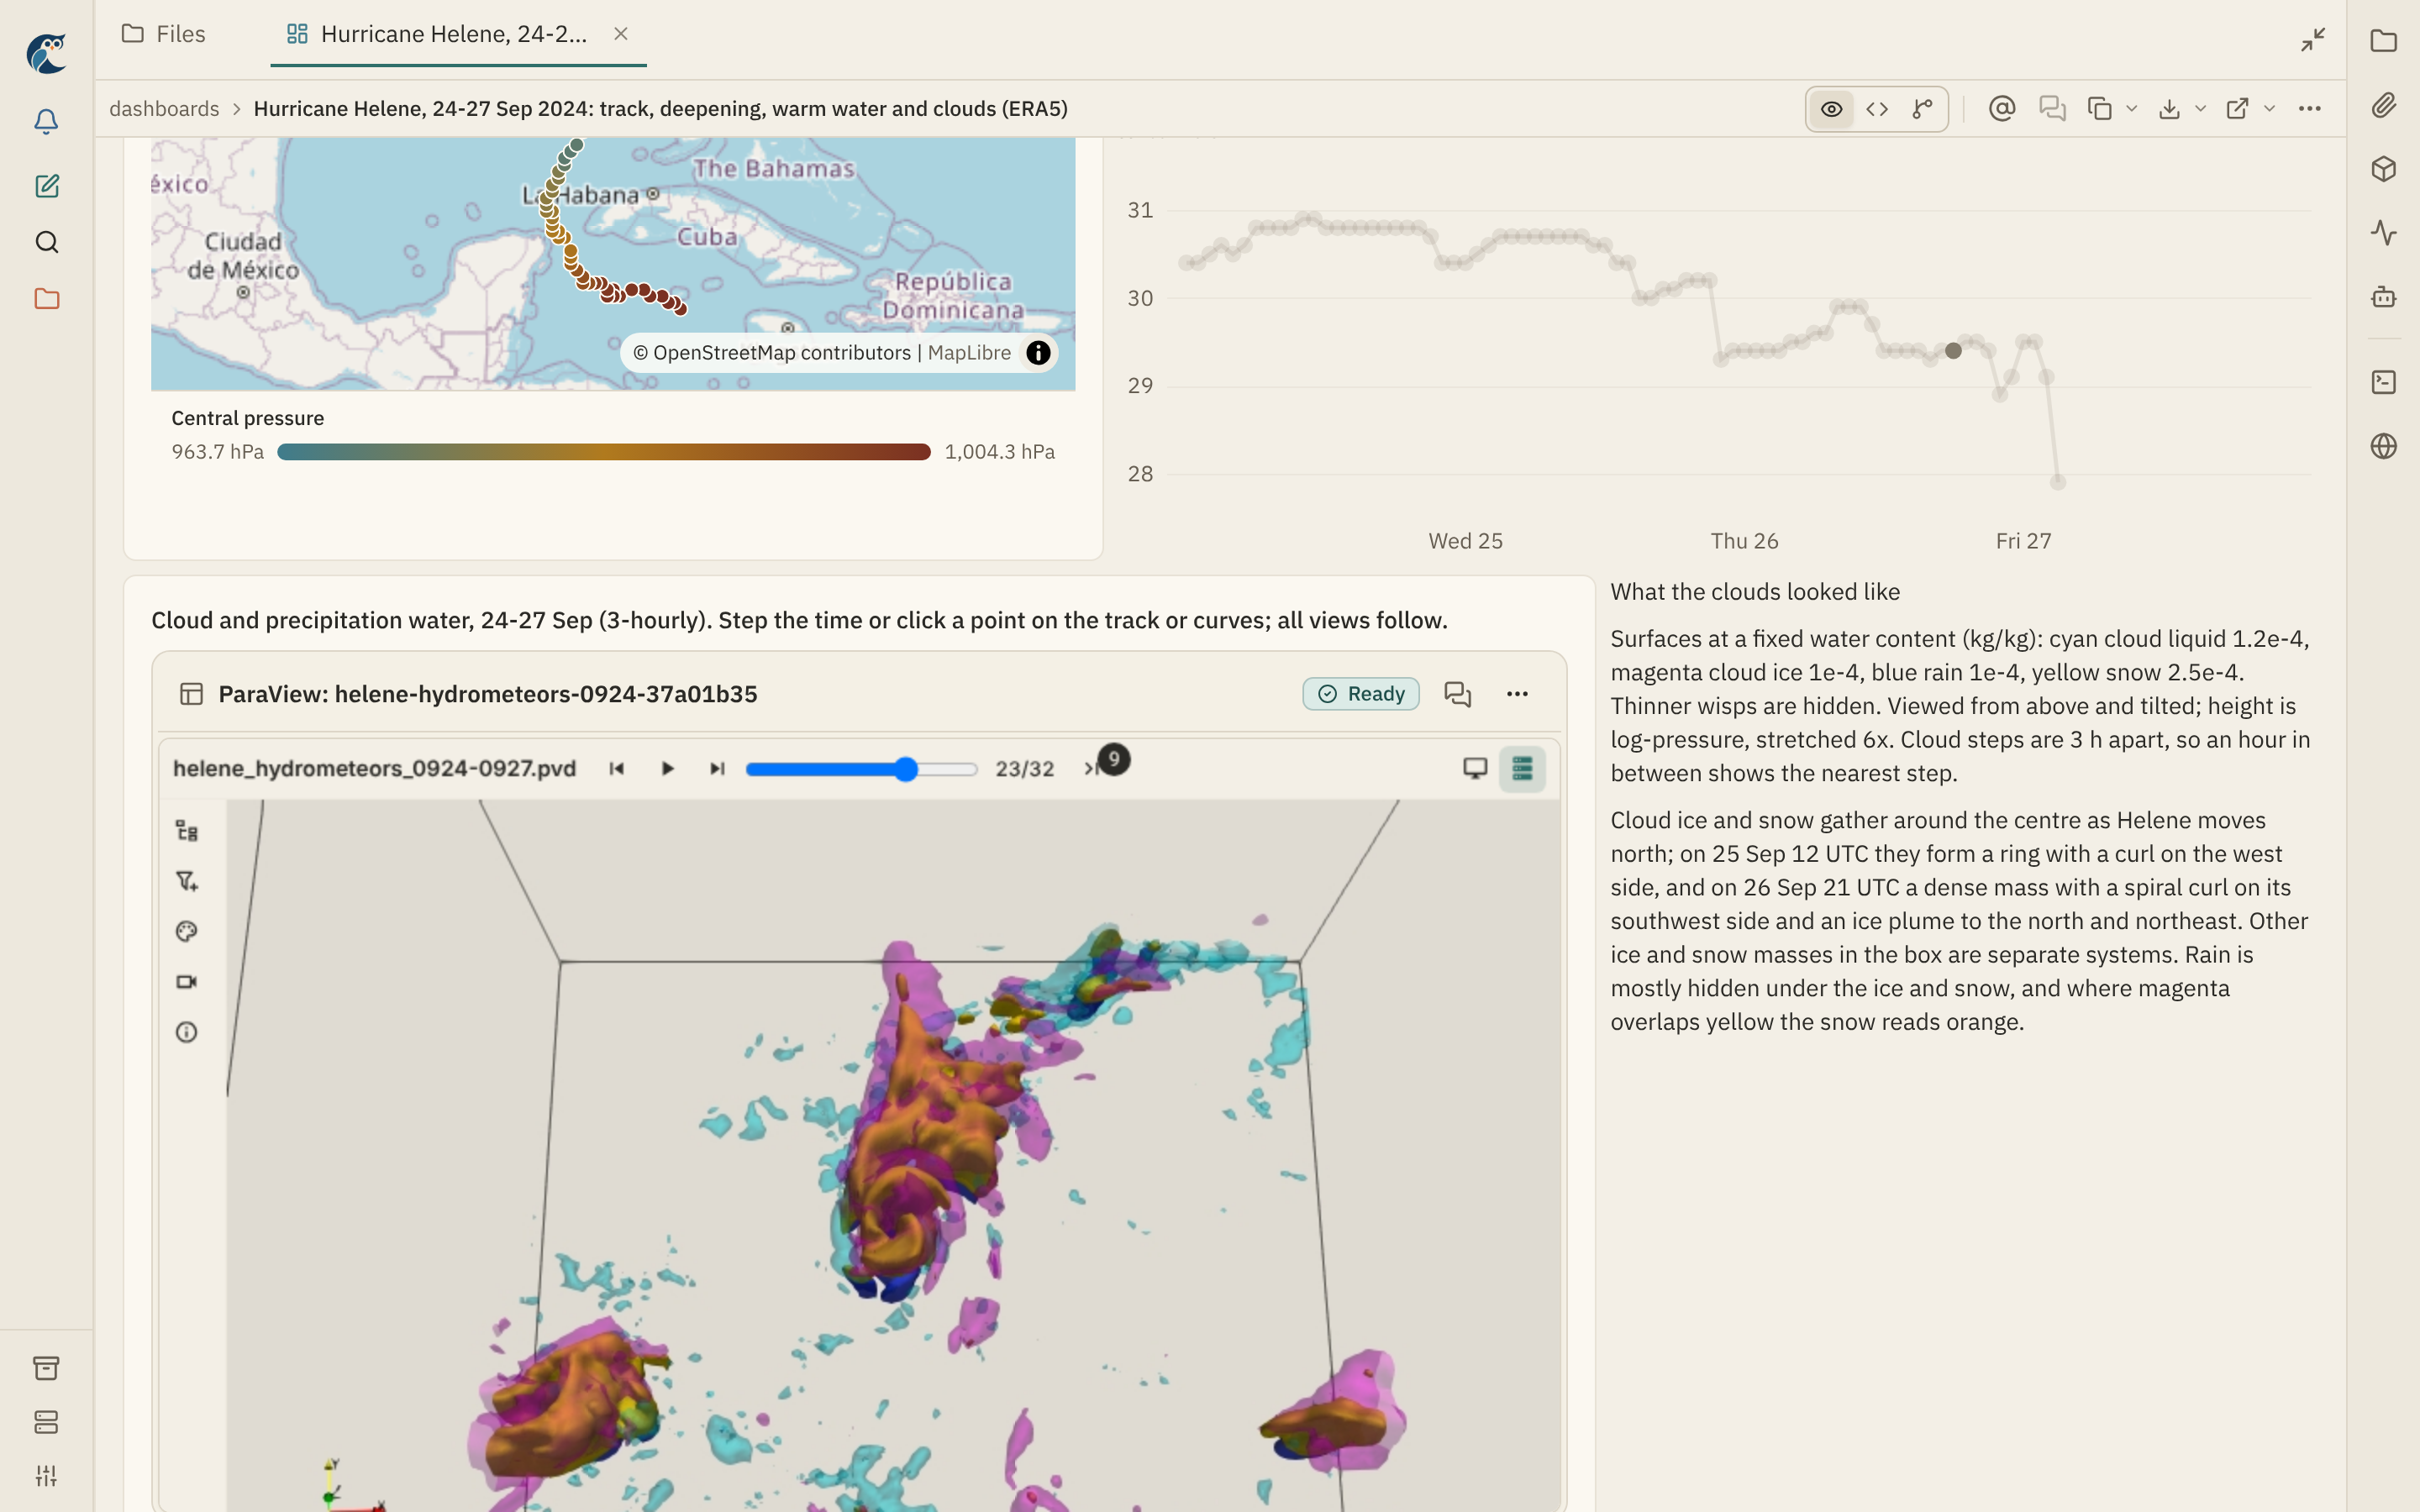 Files
Hurricane Helene, 24-2...
dashboards > Hurricane Helene, 24-27 Sep 2024: track, deepening, warm water and clouds (ERA5)
The Bahamas
éxico
La Habana
Cuba
Ciudad
de México
República
Dominicana
© OpenStreetMap contributors | MapLibre
Central pressure
963.7 hPa
1,004.3 hPa
31
30
29
28
Wed 25
Thu 26
Fri 27
Cloud and precipitation water, 24-27 Sep (3-hourly). Step the time or click a point on the track or curves; all views follow.
ParaView: helene-hydrometeors-0924-37a01b35
Ready
helene_hydrometeors_0924-0927.pvd
23/32
9
Y
X
What the clouds looked like
Surfaces at a fixed water content (kg/kg): cyan cloud liquid 1.2e-4,
magenta cloud ice 1e-4, blue rain 1e-4, yellow snow 2.5e-4.
Thinner wisps are hidden. Viewed from above and tilted; height is
log-pressure, stretched 6x. Cloud steps are 3 h apart, so an hour in
between shows the nearest step.
Cloud ice and snow gather around the centre as Helene moves
north; on 25 Sep 12 UTC they form a ring with a curl on the west
side, and on 26 Sep 21 UTC a dense mass with a spiral curl on its
southwest side and an ice plume to the north and northeast. Other
ice and snow masses in the box are separate systems. Rain is
mostly hidden under the ice and snow, and where magenta
overlaps yellow the snow reads orange.